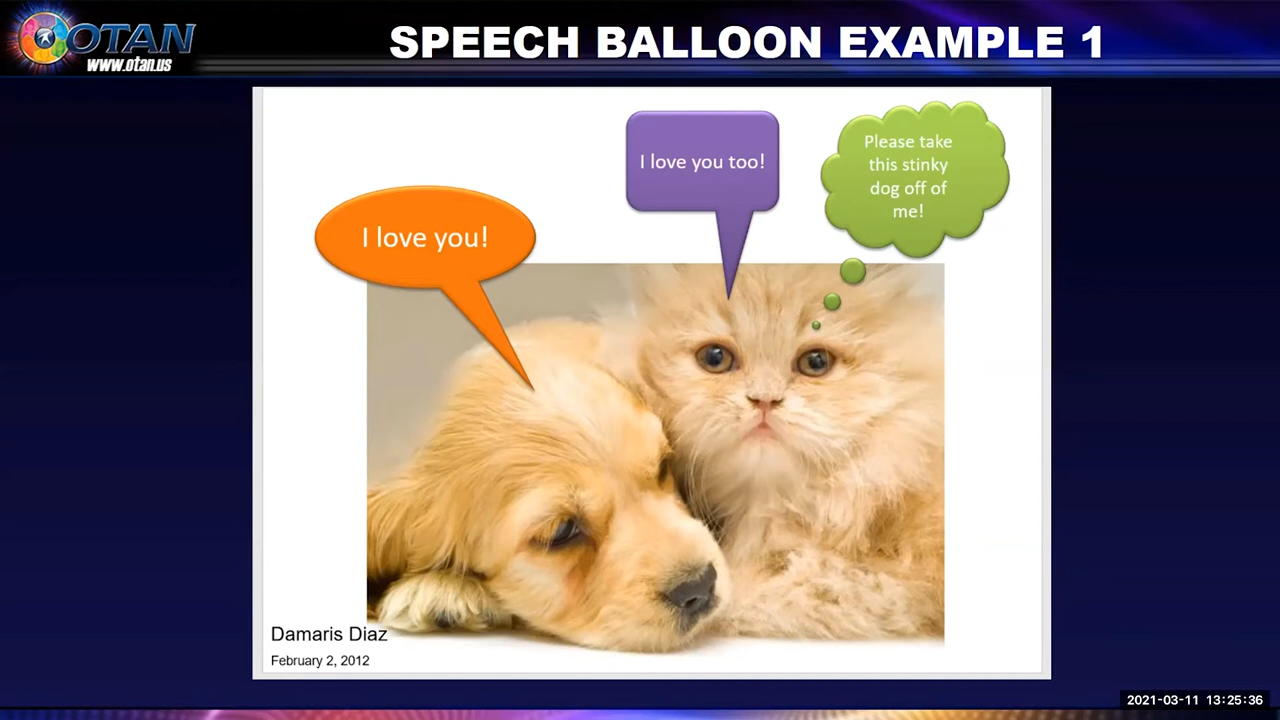 OTAN
www.otan.us
SPEECH BALLOON EXAMPLE 1
I love you!
I love you too!
Please take
this stinky
dog off of
me!
Damaris Diaz
February 2, 2012
2021-03-11 13:25:36